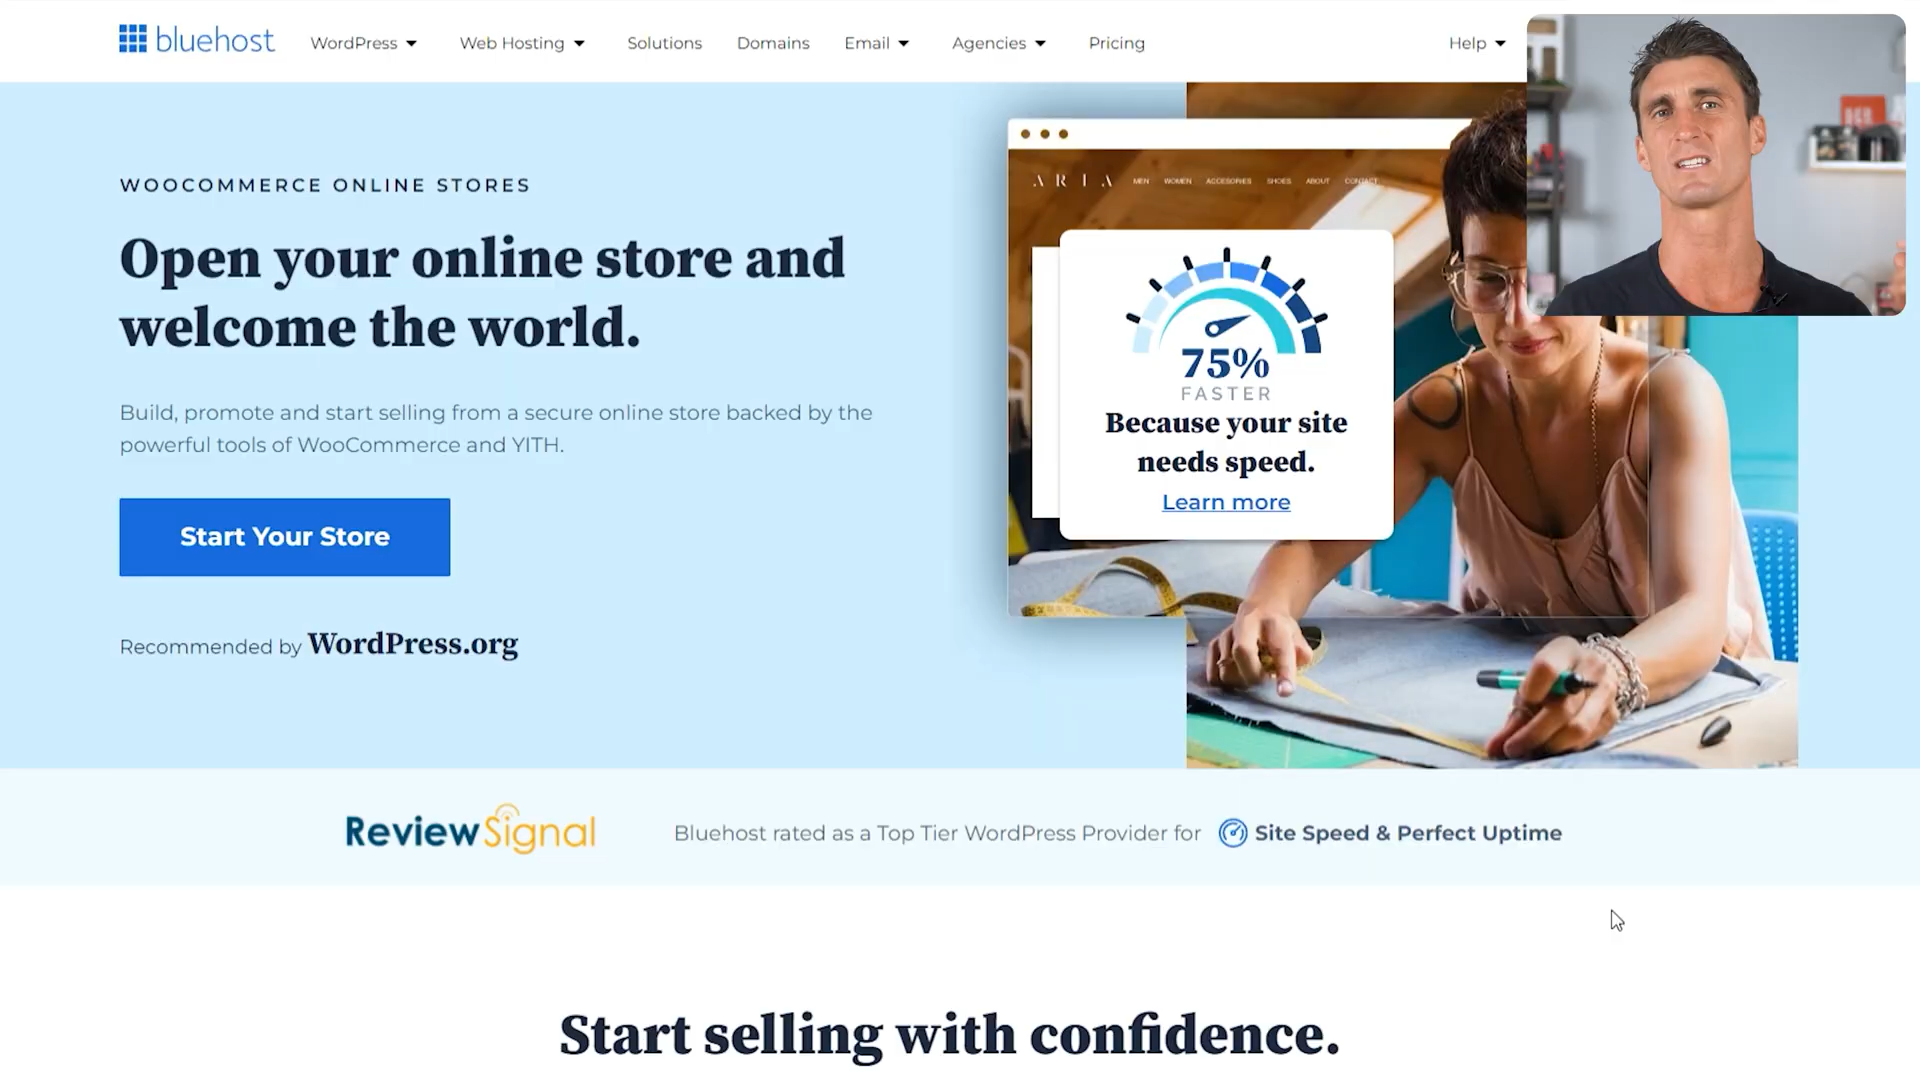 bluehost
WordPress
Web Hosting
Solutions
Domains
Email
Agencies
Pricing
Help
WOOCOMMERCE ONLINE STORES
Open your online store and
welcome the world.
Build, promote and start selling from a secure online store backed by the
powerful tools of WooCommerce and YITH.
Start Your Store
Recommended by WordPress.org
ARIA
MEN WOMEN ACCESORIES SHOES ABOUT CONTACT
75%
FASTER
Because your site
needs speed.
Learn more
ReviewSignal
Bluehost rated as a Top Tier WordPress Provider for Site Speed & Perfect Uptime
Start selling with confidence.